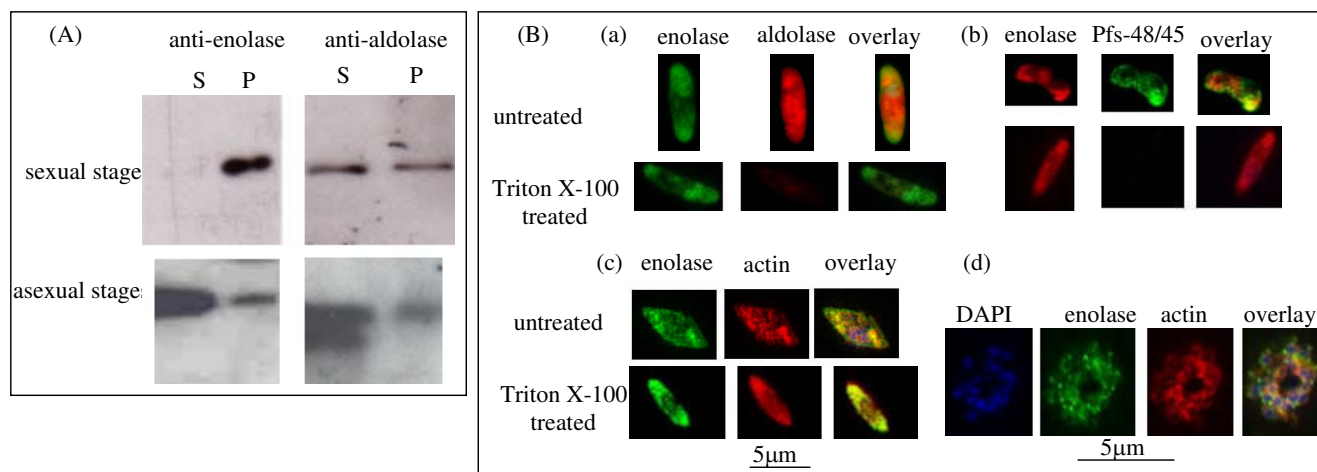 (A)
anti-enolase anti-aldolase
S P S P
sexual stage
asexual stage
(B) (a)
enolase aldolase overlay
untreated
Triton X-100
treated
(b)
enolase Pfs-48/45 overlay
(c)
enolase actin overlay
untreated
Triton X-100
treated
5µm
(d)
DAPI enolase actin overlay
5µm